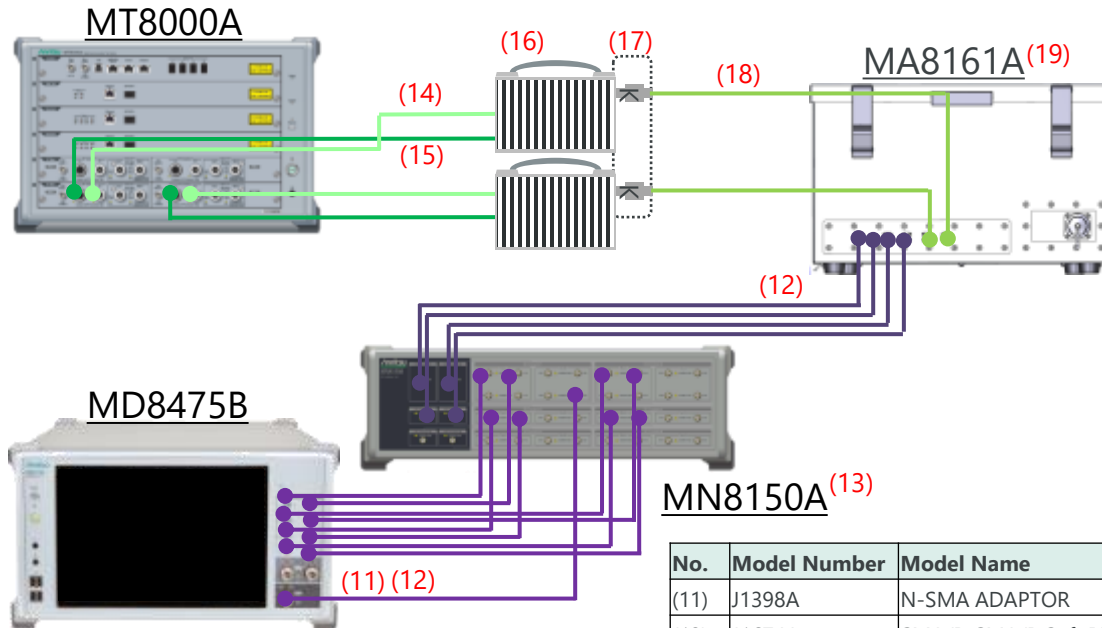 MT8000A
(16)
(17)
MA8161A(19)
(14)
(18)
(15)
(12)
MD8475B
MN8150A(13)
(11) (12)
No. Model Number Model Name
(11) J1398A N-SMA ADAPTOR